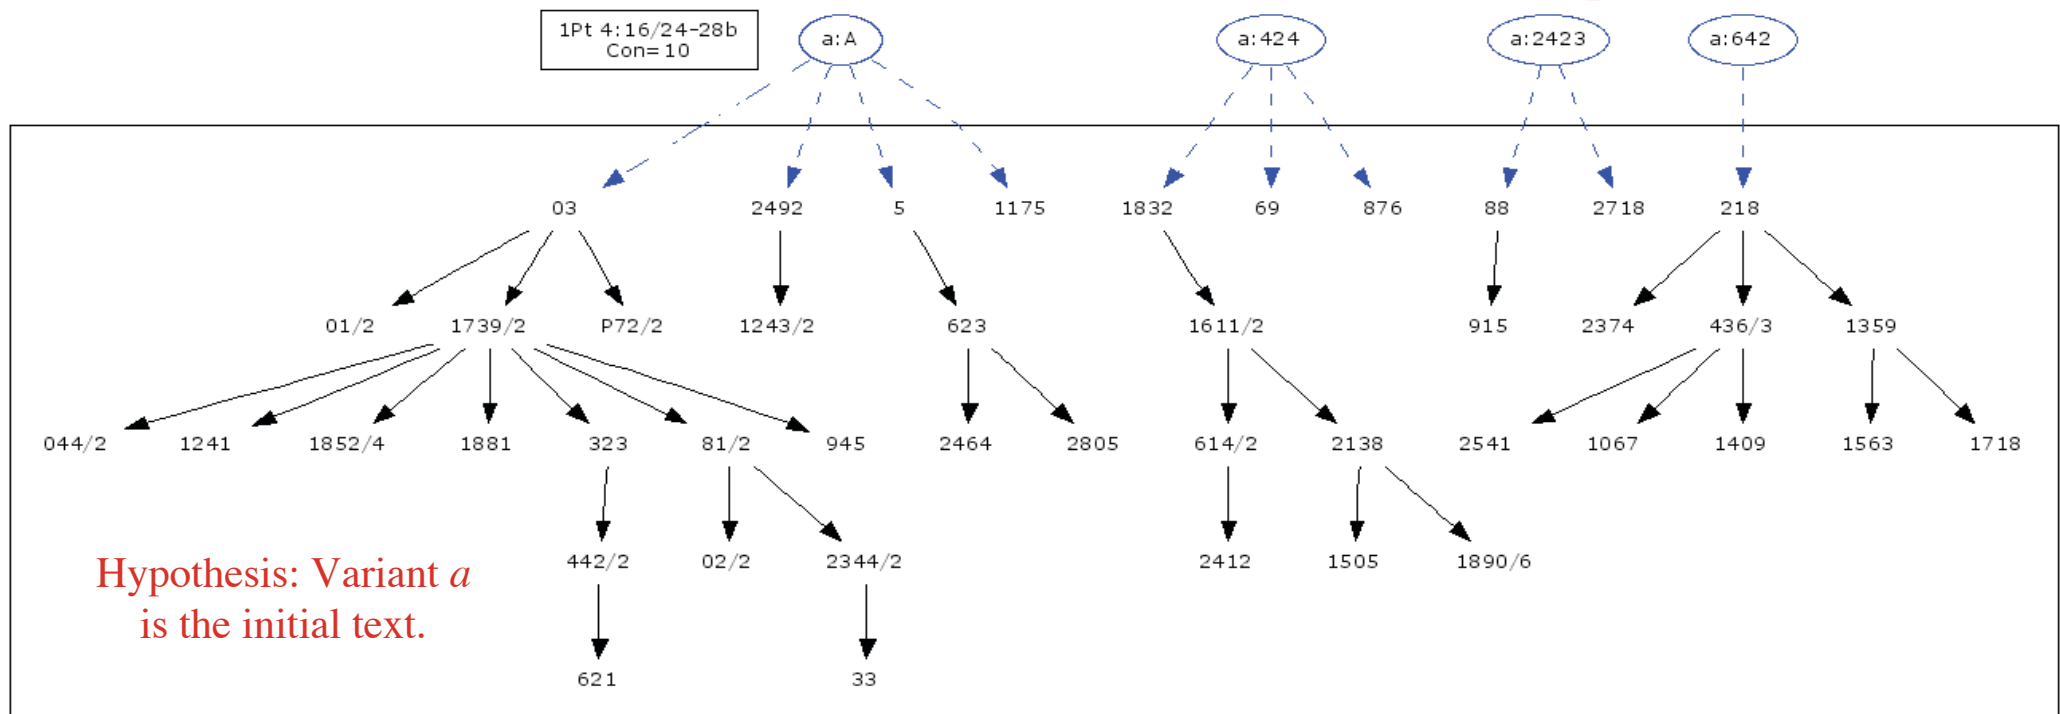 1Pt 4:16/24-28b
Con=10
a:A a:424 a:2423 a:642
03 2492 5 1175 1832 69 876 88 2718 218
01/2 1739/2 P72/2 1243/2 623 1611/2 915 2374 436/3 1359
044/2 1241 1852/4 1881 323 81/2 945 2464 2805 614/2 2138 2541 1067 1409 1563 1718
442/2 02/2 2344/2 2412 1505 1890/6
Hypothesis: Variant a
is the initial text.
621 33